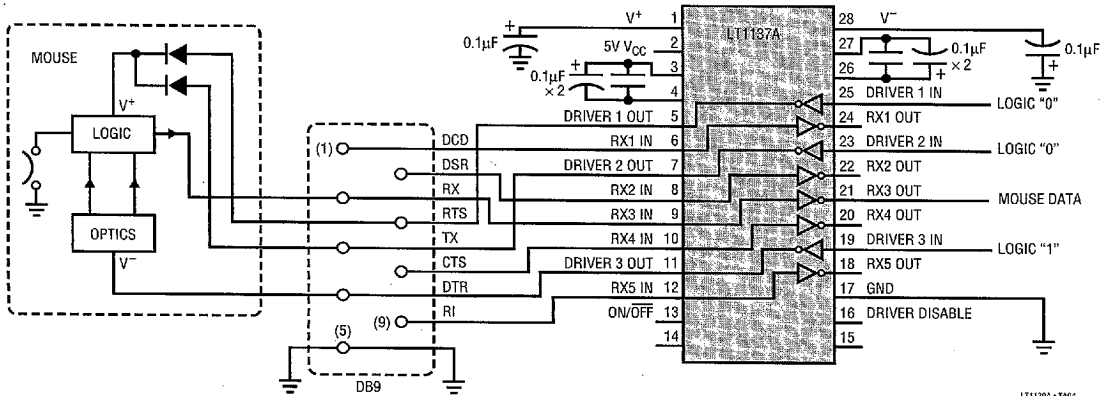 MOUSE
V+
LOGIC
OPTICS
V−
(1)
DCD
DSR
RX
RTS
TX
CTS
DTR
(9)
RI
(5)
DB9
0.1µF
V+
1
5V VCC
2
0.1µF
× 2
3
4
DRIVER 1 OUT
5
RX1 IN
6
DRIVER 2 OUT
7
RX2 IN
8
RX3 IN
9
RX4 IN
10
DRIVER 3 OUT
11
RX5 IN
12
ON/OFF
13
14
LT1137A
28
V−
0.1µF
27
0.1µF
× 2
26
25
DRIVER 1 IN
LOGIC "0"
24
RX1 OUT
23
DRIVER 2 IN
LOGIC "0"
22
RX2 OUT
21
RX3 OUT
MOUSE DATA
20
RX4 OUT
19
DRIVER 3 IN
LOGIC "1"
18
RX5 OUT
17
GND
16
DRIVER DISABLE
15